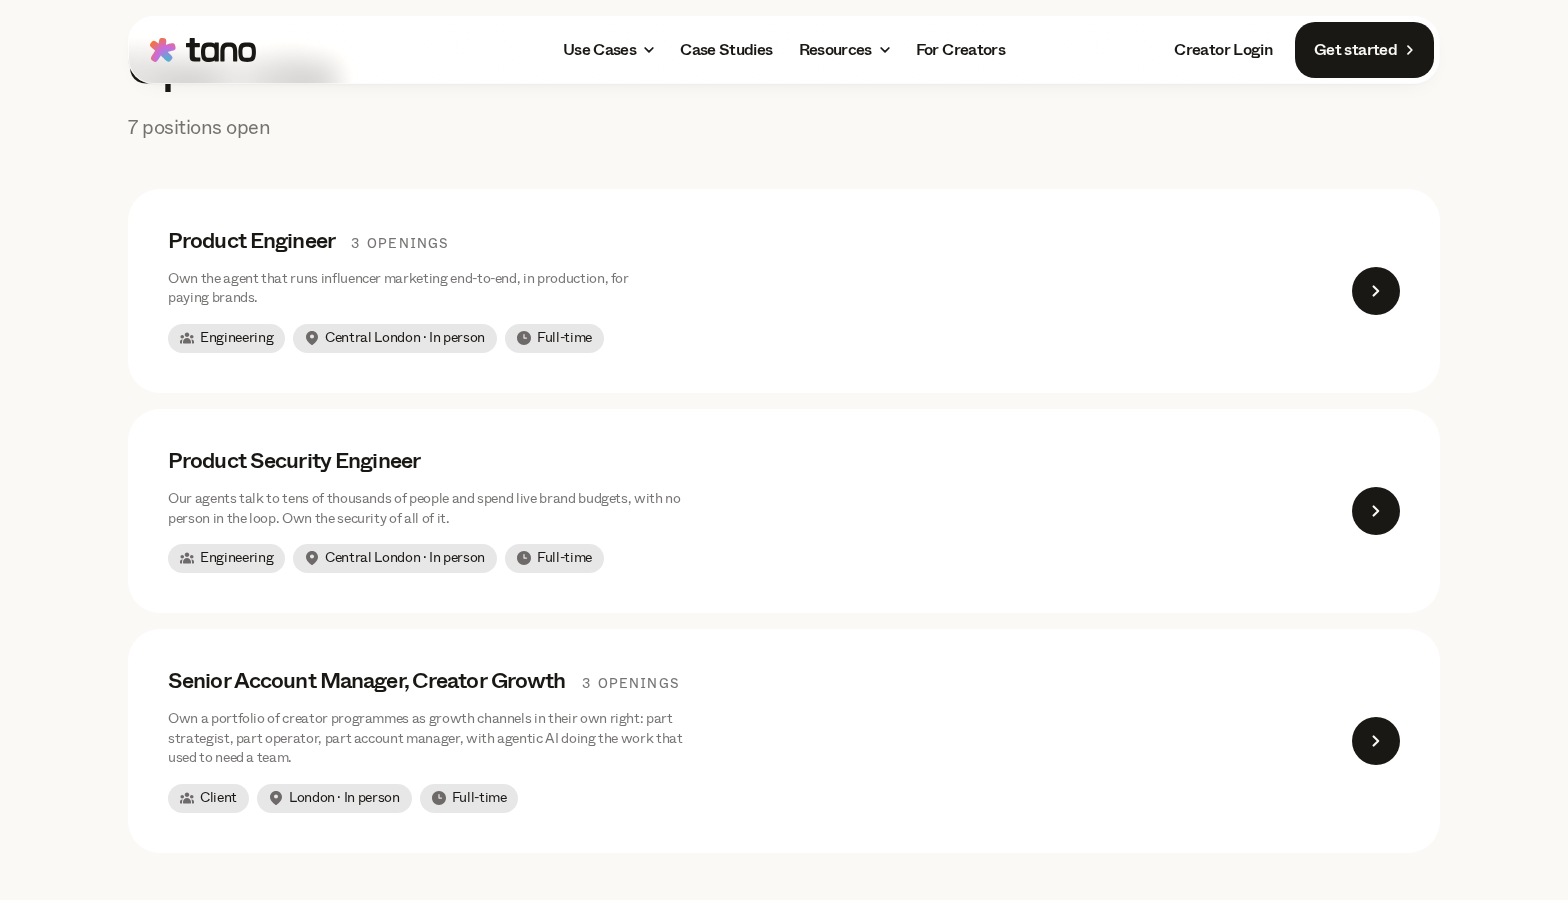 tano
Use Cases
Case Studies
Resources
For Creators
Creator Login
Get started
7 positions open
Product Engineer 3 OPENINGS
Own the agent that runs influencer marketing end-to-end, in production, for
paying brands.
Engineering
Central London · In person
Full-time
Product Security Engineer
Our agents talk to tens of thousands of people and spend live brand budgets, with no
person in the loop. Own the security of all of it.
Engineering
Central London · In person
Full-time
Senior Account Manager, Creator Growth 3 OPENINGS
Own a portfolio of creator programmes as growth channels in their own right: part
strategist, part operator, part account manager, with agentic AI doing the work that
used to need a team.
Client
London · In person
Full-time